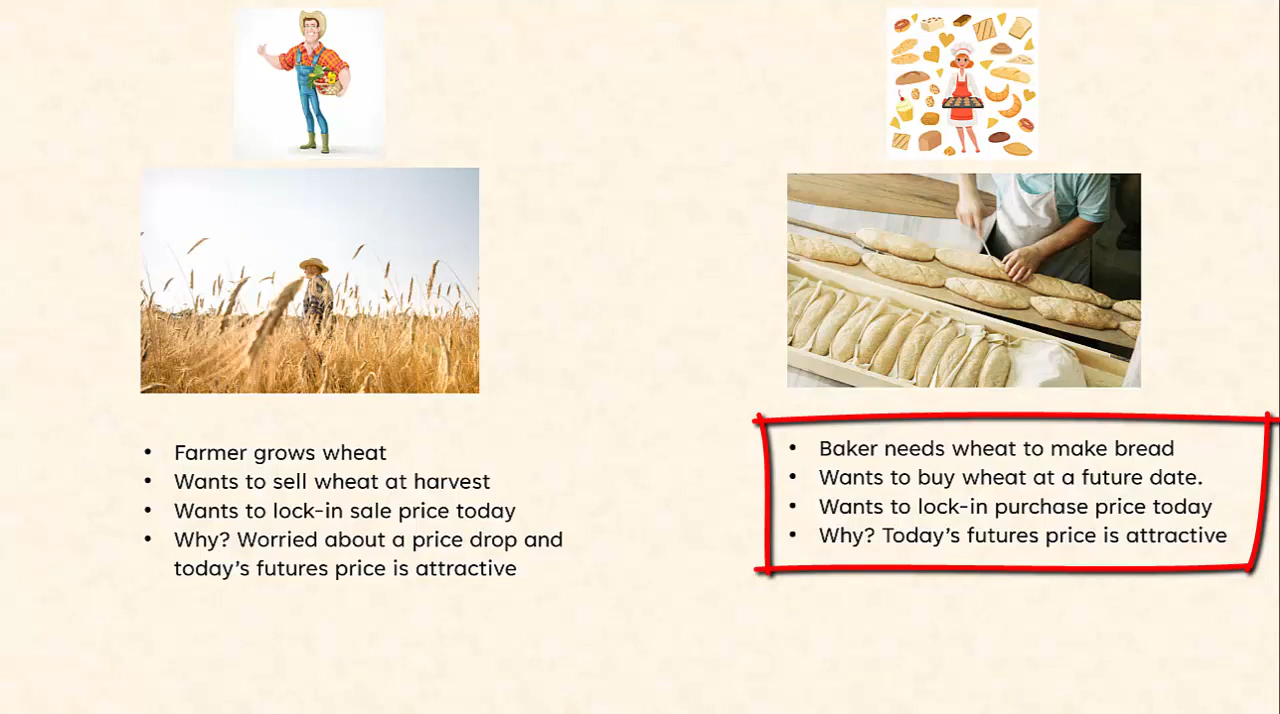 • Farmer grows wheat
• Wants to sell wheat at harvest
• Wants to lock-in sale price today
• Why? Worried about a price drop and
today’s futures price is attractive
• Baker needs wheat to make bread
• Wants to buy wheat at a future date.
• Wants to lock-in purchase price today
• Why? Today’s futures price is attractive